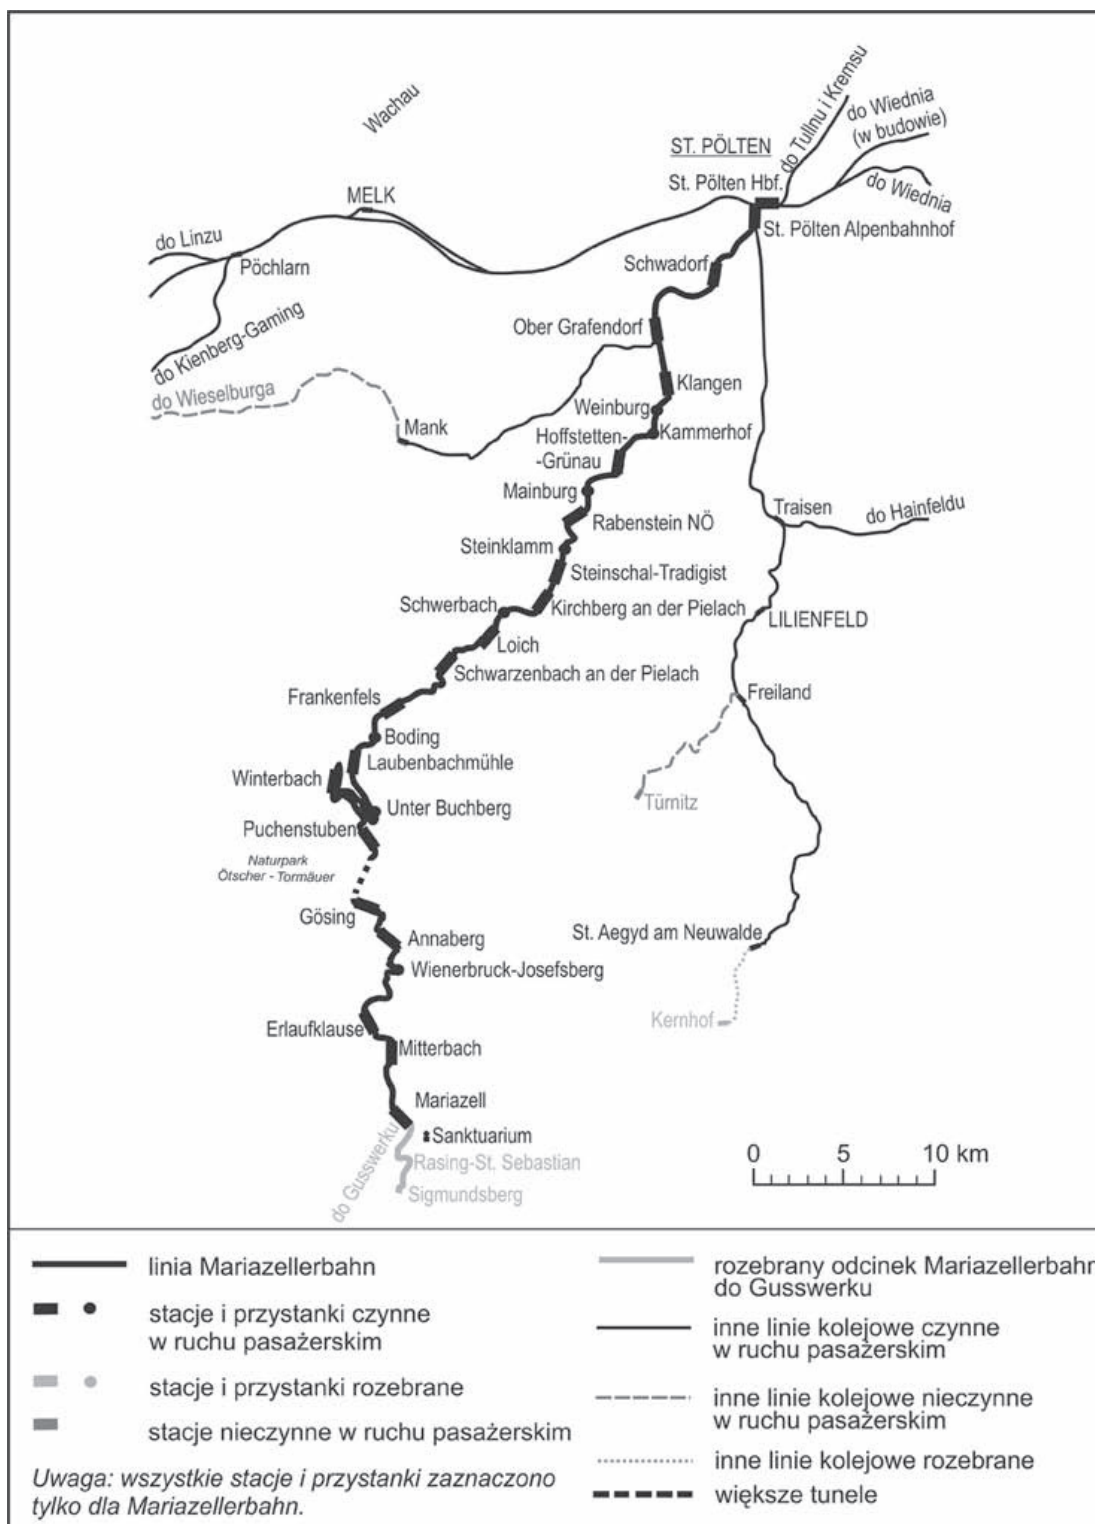 Wachau
do Tullnu i Kremsu
do Wiednia
(w budowie)
ST. PÖLTEN
St. Pölten Hbf.
do Wiednia
MELK
St. Pölten Alpenbahnhof
do Linzu
Pöchlarn
Schwadorf
Ober Grafendorf
do Kienberg-Gaming
Klangen
do Wieselburga
Weinburg
Mank
Kammerhof
Hoffstetten-
-Grünau
Mainburg
Traisen
do Hainfeldu
Rabenstein NÖ
Steinklamm
Steinschal-Tradigist
Schwerbach
Kirchberg an der Pielach
LILIENFELD
Loich
Schwarzenbach an der Pielach
Frankenfels
Freiland
Boding
Laubenbachmühle
Winterbach
Türnitz
Unter Buchberg
Puchenstuben
Naturpark
Ötscher - Tormäuer
Gösing
Annaberg
St. Aegyd am Neuwalde
Wienerbruck-Josefsberg
Kernhof
Erlaufklause
Mitterbach
Mariazell
Sanktuarium
do Gusswerku
Rasing-St. Sebastian
Sigmundsberg
0 5 10 km
linia Mariazellerbahn
stacje i przystanki czynne
w ruchu pasażerskim
stacje i przystanki rozebrane
stacje nieczynne w ruchu pasażerskim
Uwaga: wszystkie stacje i przystanki zaznaczono
tylko dla Mariazellerbahn.
rozebrany odcinek Mariazellerbahn
do Gusswerku
inne linie kolejowe czynne
w ruchu pasażerskim
inne linie kolejowe nieczynne
w ruchu pasażerskim
inne linie kolejowe rozebrane
większe tunele